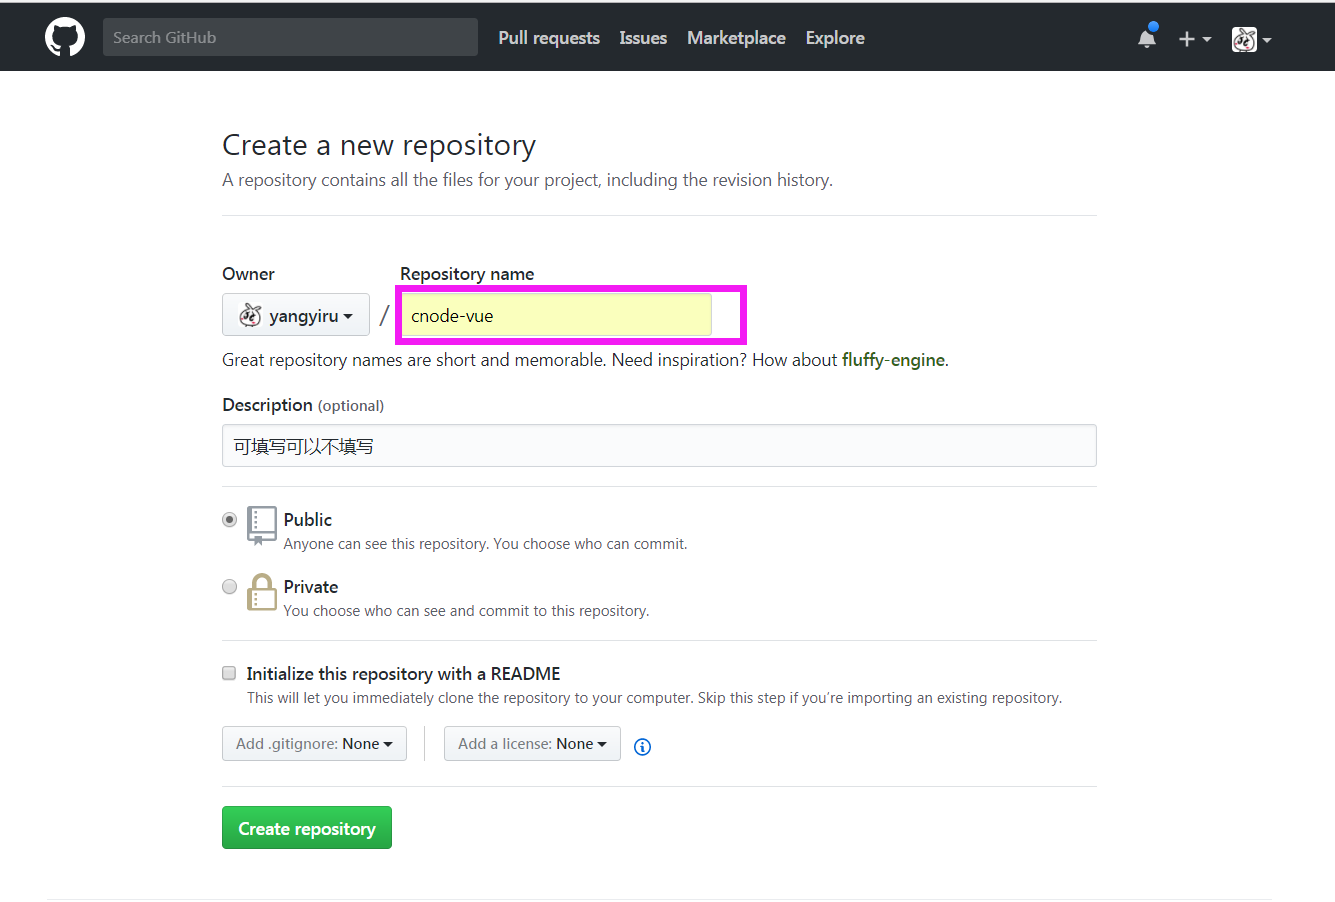 Search GitHub Pull requests Issues Marketplace Explore
Create a new repository
A repository contains all the files for your project, including the revision history.
Owner Repository name
yangyiru / cnode-vue
Great repository names are short and memorable. Need inspiration? How about fluffy-engine.
Description (optional)
可填写可以不填写
Public
Anyone can see this repository. You choose who can commit.
Private
You choose who can see and commit to this repository.
Initialize this repository with a README
This will let you immediately clone the repository to your computer. Skip this step if you're importing an existing repository.
Add .gitignore: None Add a license: None
Create repository